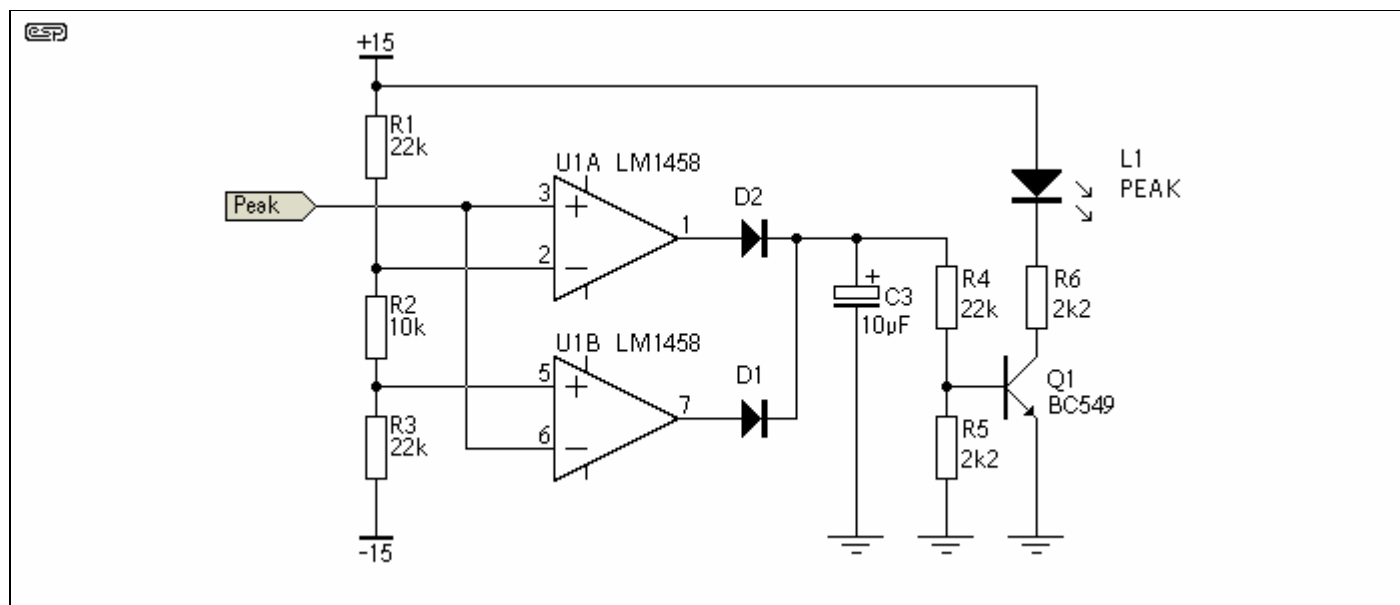 esp
+15
R1
22k
Peak
U1A LM1458
3
+
2
−
1
D2
L1
PEAK
R2
10k
+
C3
10µF
R4
22k
R6
2k2
U1B LM1458
5
+
6
−
7
D1
Q1
BC549
R3
22k
R5
2k2
-15